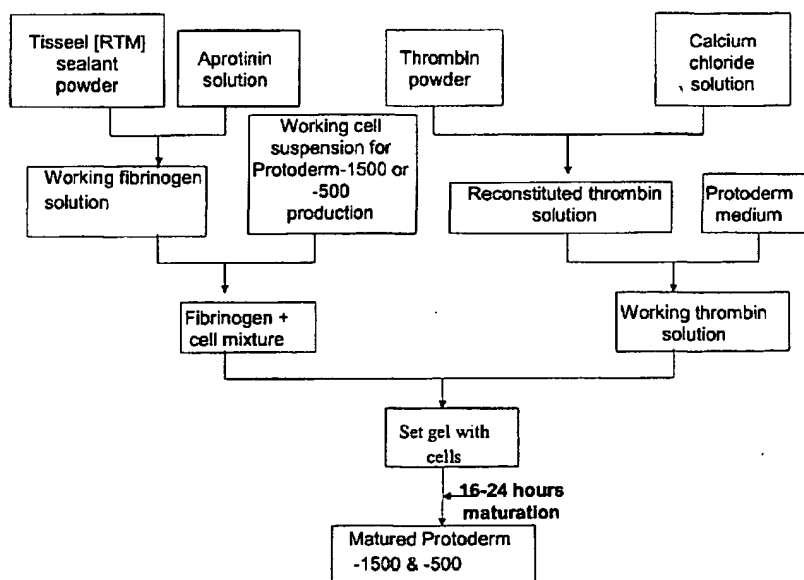 Tisseel [RTM]
sealant
powder
Aprotinin
solution
Thrombin
powder
Calcium
chloride
solution
Working cell
suspension for
Protoderm-1500 or
-500
production
Working fibrinogen
solution
Reconstituted thrombin
solution
Protoderm
medium
Fibrinogen +
cell mixture
Working thrombin
solution
Set gel with
cells
16-24 hours
maturation
Matured Protoderm
-1500 & -500